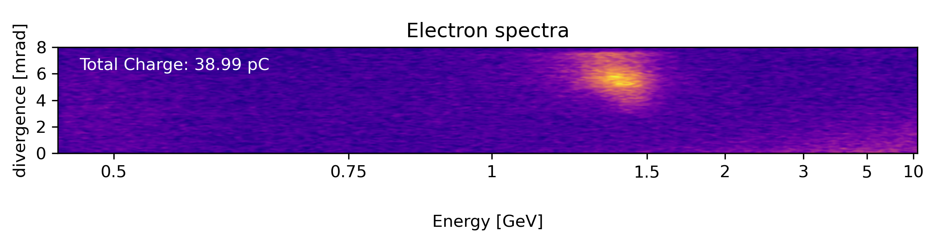 Electron spectra
divergence [mrad]
8
6
4
2
0
Total Charge: 38.99 pC
0.5 0.75 1 1.5 2 3 5 10
Energy [GeV]